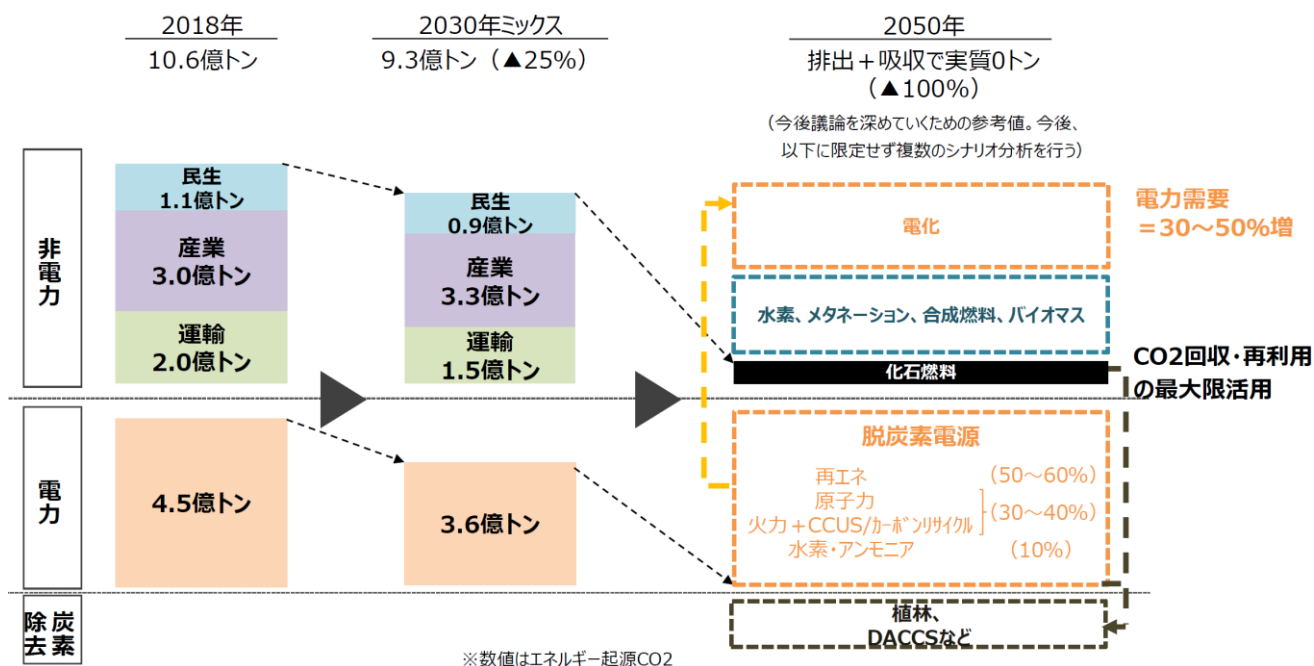 2018年
10.6億トン
2030年ミックス
9.3億トン（▲25%）
2050年
排出＋吸収で実質0トン
（▲100%）
（今後議論を深めていくための参考値。今後、
以下に限定せず複数のシナリオ分析を行う）
非電力
民生
1.1億トン
産業
3.0億トン
運輸
2.0億トン
民生
0.9億トン
産業
3.3億トン
運輸
1.5億トン
電化
電力需要
＝30～50%増
水素、メタネーション、合成燃料、バイオマス
化石燃料
CO2回収・再利用
の最大限活用
電力
4.5億トン
3.6億トン
脱炭素電源
再エネ （50～60%）
原子力
火力＋CCUS/カーボンリサイクル （30～40%）
水素・アンモニア （10%）
炭素除去
植林、
DACCSなど
※数値はエネルギー起源CO2